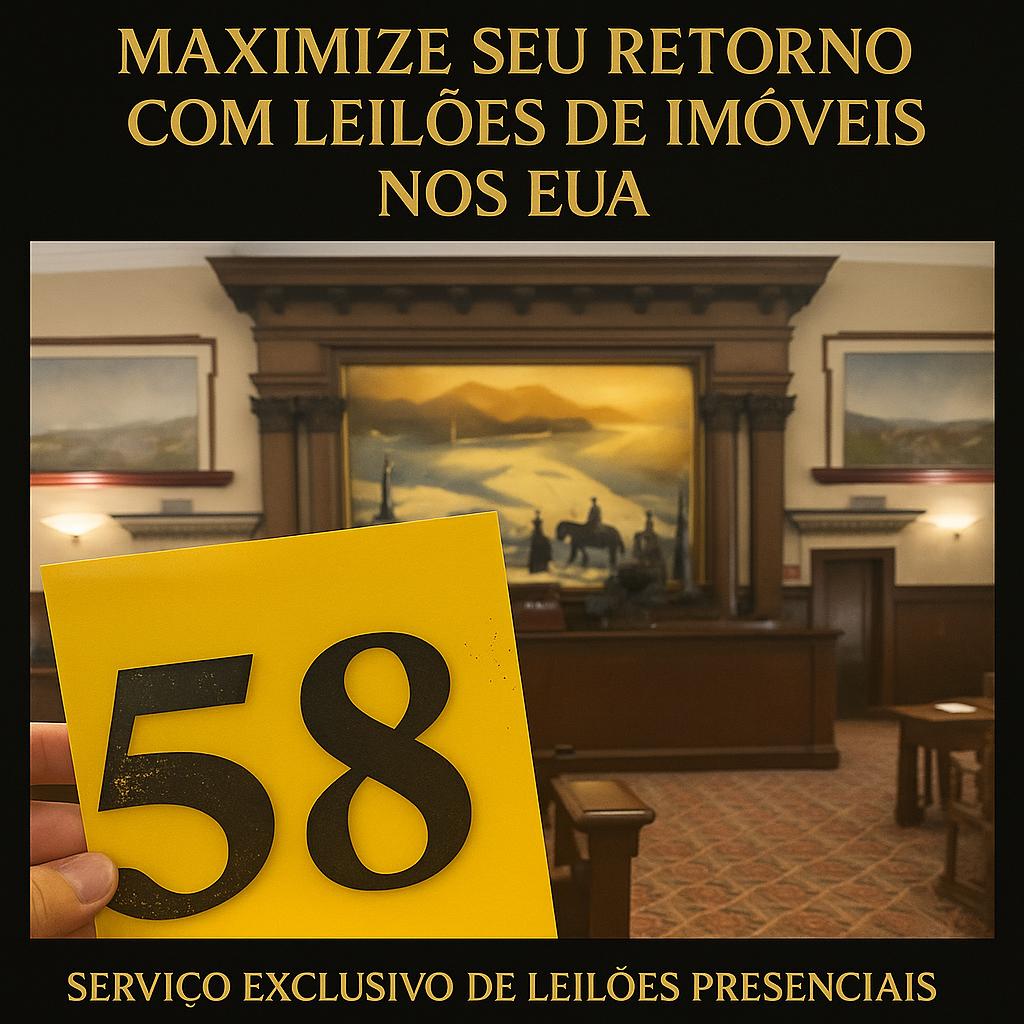 MAXIMIZE SEU RETORNO
COM LEILÕES DE IMÓVEIS
NOS EUA
58
SERVIÇO EXCLUSIVO DE LEILÕES PRESENCIAIS